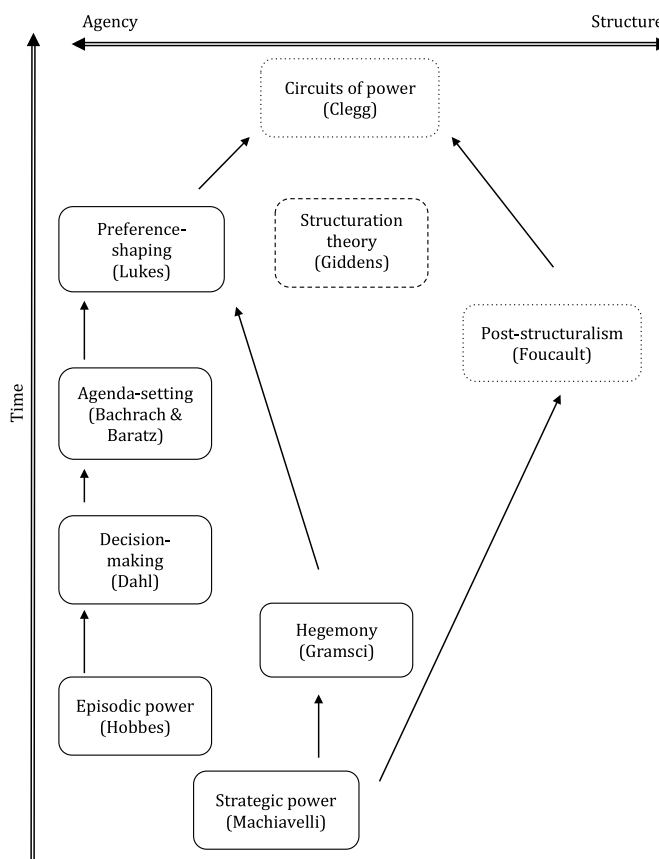 Agency
Structure
Circuits of power
(Clegg)
Preference-
shaping
(Lukes)
Structuration
theory
(Giddens)
Post-structuralism
(Foucault)
Agenda-setting
(Bachrach &
Baratz)
Time
Decision-
making
(Dahl)
Hegemony
(Gramsci)
Episodic power
(Hobbes)
Strategic power
(Machiavelli)